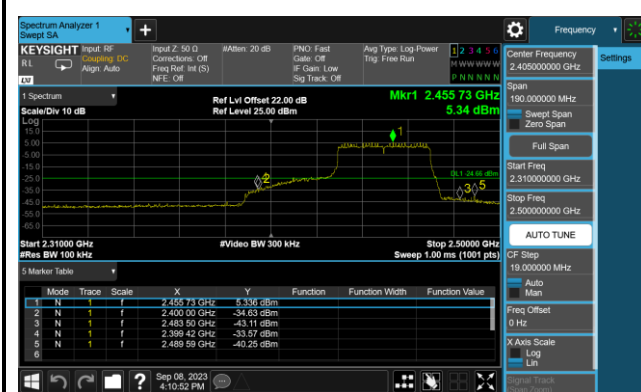 Spectrum Analyzer 1
Swept SA
Frequency
KEYSIGHT Input: RF
R L Coupling: DC
Align: Auto
LXI
Input Z: 50 Ω
Corrections: Off
Freq Ref: Int (S)
NFE: Off
#Atten: 20 dB
PNO: Fast
Gate: Off
IF Gain: Low
Sig Track: Off
Avg Type: Log-Power
Trig: Free Run
1 2 3 4 5 6
M W W W W W
P N N N N N
Center Frequency
2.405000000 GHz
Settings
Span
190.000000 MHz
Swept Span
Zero Span
Full Span
Start Freq
2.310000000 GHz
Stop Freq
2.500000000 GHz
AUTO TUNE
CF Step
19.000000 MHz
Auto
Man
Freq Offset
0 Hz
X Axis Scale
Log
Lin
Signal Track
(Span Zoom)
1 Spectrum
Scale/Div 10 dB
Ref Lvl Offset 22.00 dB
Ref Level 25.00 dBm
Mkr1 2.455 73 GHz
5.34 dBm
Log
15.0
5.00
-5.00
-15.0
-25.0
-35.0
-45.0
-55.0
-65.0
1
2
3
5
DL1 -24.66 dBm
Start 2.31000 GHz
#Res BW 100 kHz
#Video BW 300 kHz
Stop 2.50000 GHz
Sweep 1.00 ms (1001 pts)
5 Marker Table
Mode Trace Scale X Y Function Function Width Function Value
1 N 1 f 2.455 73 GHz 5.336 dBm
2 N 1 f 2.400 00 GHz -34.63 dBm
3 N 1 f 2.483 50 GHz -43.11 dBm
4 N 1 f 2.399 42 GHz -33.57 dBm
5 N 1 f 2.489 59 GHz -40.25 dBm
6
? Sep 08, 2023
4:10:52 PM